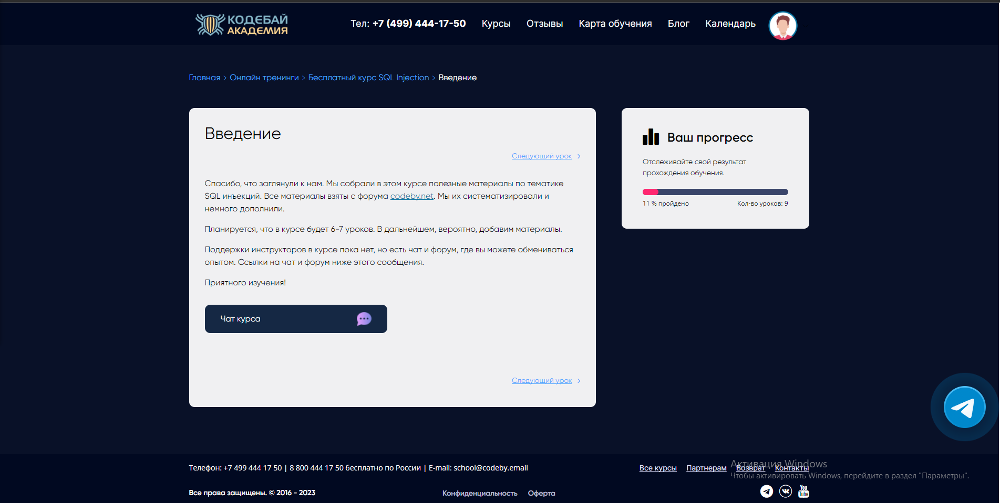 КОДЕБАЙ
АКАДЕМИЯ
Тел: +7 (499) 444-17-50
Курсы
Отзывы
Карта обучения
Блог
Календарь
Главная > Онлайн тренинги > Бесплатный курс SQL Injection > Введение
Введение
Следующий урок >
Спасибо, что заглянули к нам. Мы собрали в этом курсе полезные материалы по тематике
SQL инъекций. Все материалы взяты с форума codeby.net. Мы их систематизировали и
немного дополнили.
Планируется, что в курсе будет 6-7 уроков. В дальнейшем, вероятно, добавим материалы.
Поддержки инструкторов в курсе пока нет, но есть чат и форум, где вы можете обмениваться
опытом. Ссылки на чат и форум ниже этого сообщения.
Приятного изучения!
Чат курса
Следующий урок >
Ваш прогресс
Отслеживайте свой результат
прохождения обучения.
11 % пройдено
Кол-во уроков: 9
Телефон: +7 499 444 17 50 | 8 800 444 17 50 бесплатно по России | E-mail: school@codeby.email
Все курсы
Партнерам
Возврат
Контакты
Активация Windows
Чтобы активировать Windows, перейдите в раздел "Параметры".
Все права защищены. © 2016 - 2023
Конфиденциальность
Оферта
You
Tube